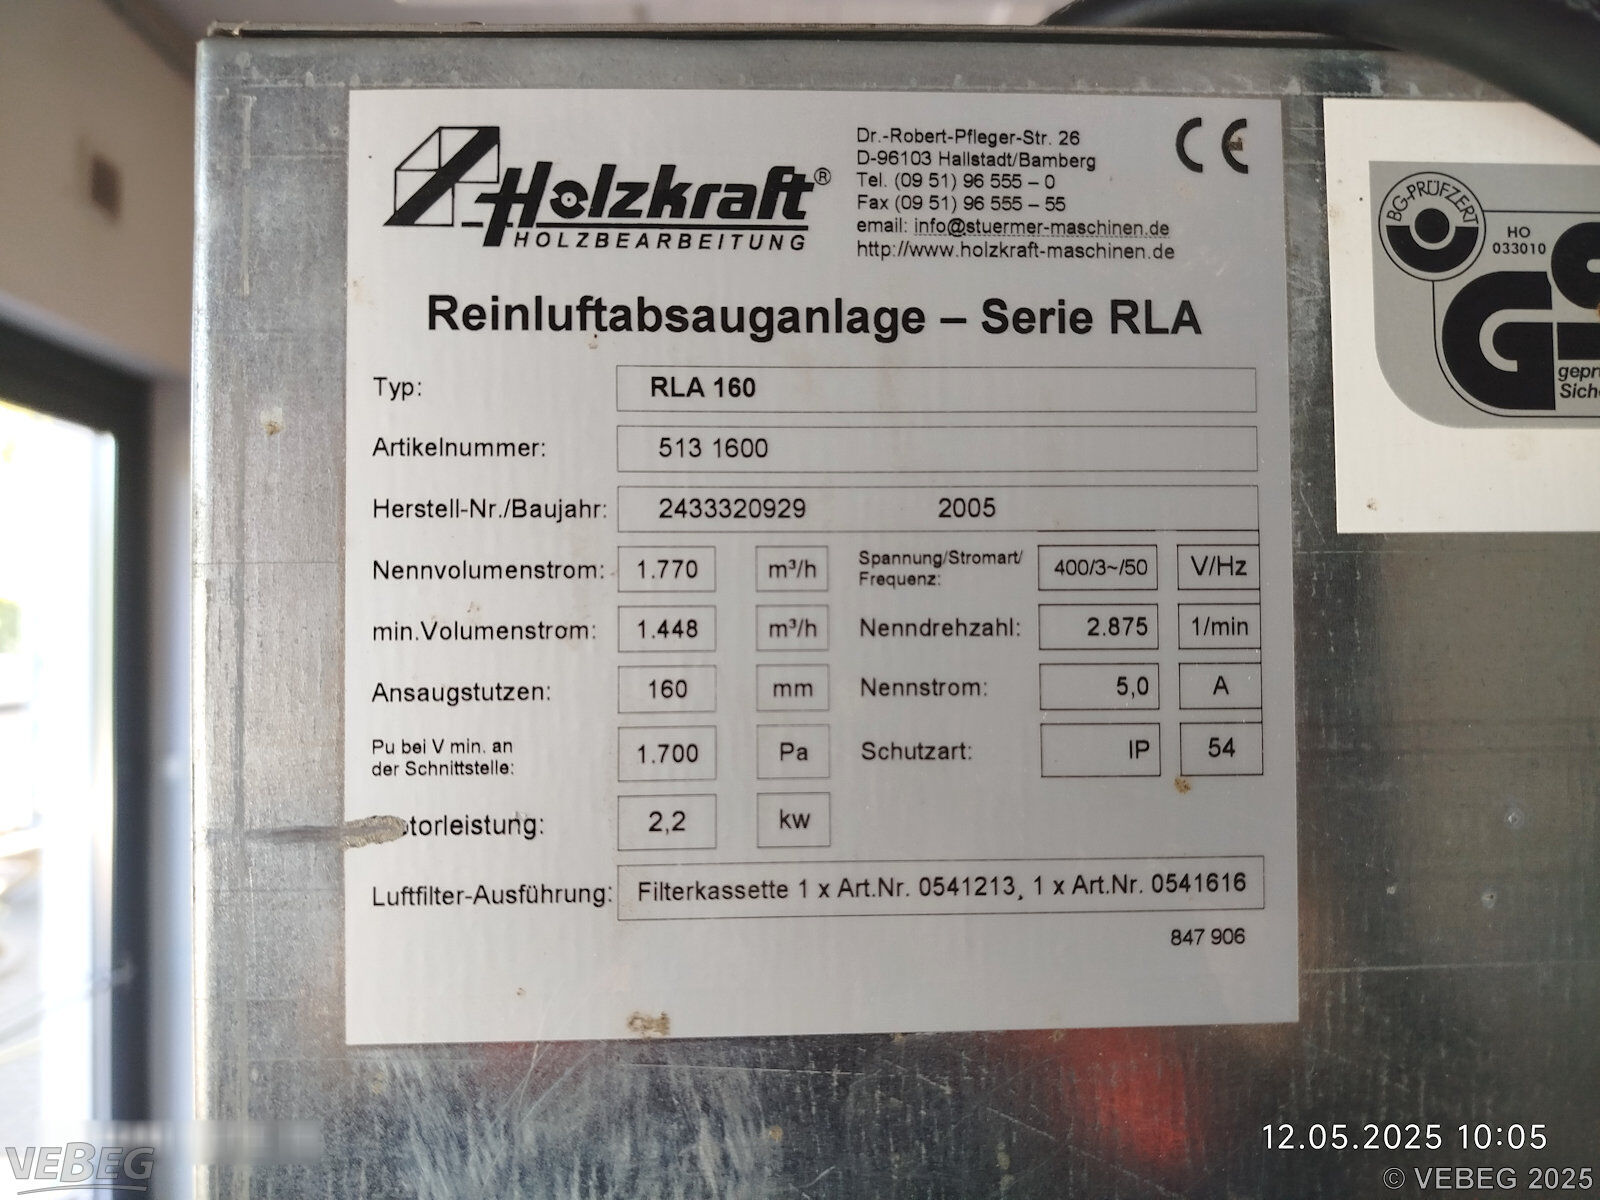 Holzkraft®
HOLZBEARBEITUNG
Dr.-Robert-Pfleger-Str. 26
D-96103 Hallstadt/Bamberg
Tel. (09 51) 96 555 – 0
Fax (09 51) 96 555 – 55
email: info@stuermer-maschinen.de
http://www.holzkraft-maschinen.de
CE
Reinluftabsauganlage – Serie RLA
Typ: RLA 160
Artikelnummer: 513 1600
Herstell-Nr./Baujahr: 2433320929 2005
Nennvolumenstrom: 1.770 m³/h
Spannung/Stromart/
Frequenz: 400/3~/50 V/Hz
min.Volumenstrom: 1.448 m³/h
Nenndrehzahl: 2.875 1/min
Ansaugstutzen: 160 mm
Nennstrom: 5,0 A
Pu bei V min. an
der Schnittstelle: 1.700 Pa
Schutzart: IP 54
otorleistung: 2,2 kw
Luftfilter-Ausführung: Filterkassette 1 x Art.Nr. 0541213, 1 x Art.Nr. 0541616
847 906
BG-PRÜFZERT
HO
033010
GS
12.05.2025 10:05
VEBEG
© VEBEG 2025